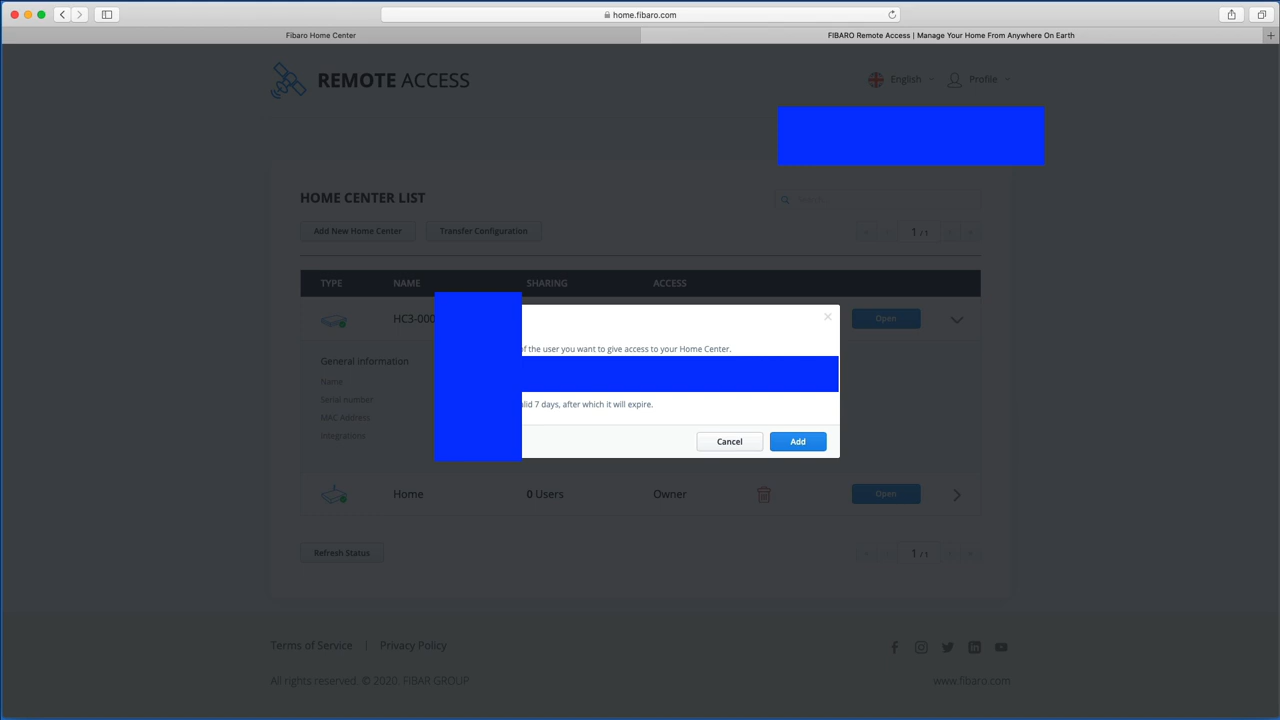 home.fibaro.com
Fibaro Home Center
FIBARO Remote Access | Manage Your Home From Anywhere On Earth
REMOTE ACCESS
English
Profile
HOME CENTER LIST
Search
Add New Home Center
Transfer Configuration
1 / 1
TYPE NAME SHARING ACCESS
HC3-000
Open
of the user you want to give access to your Home Center.
General information
Name
Serial number
MAC Address
Integrations
7 days, after which it will expire.
Cancel
Add
Home 0 Users Owner Open
Refresh Status
1 / 1
Terms of Service | Privacy Policy
All rights reserved. © 2020. FIBAR GROUP
www.fibaro.com